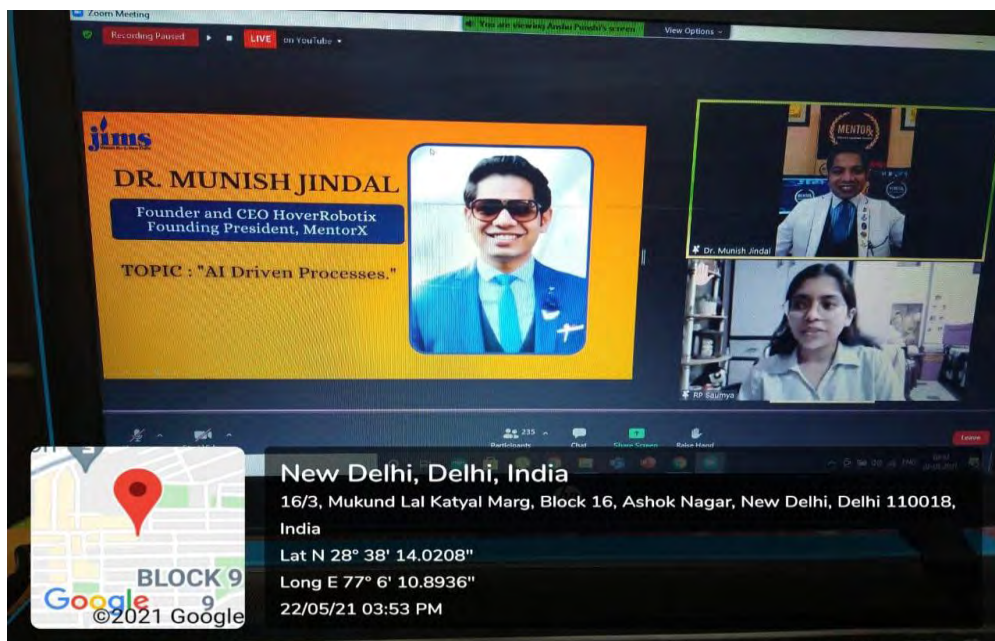 Zoom Meeting
You are viewing Anshu Panshi's screen
View Options
Recording Paused
LIVE
on YouTube
jims
DR. MUNISH JINDAL
Founder and CEO HoverRobotix
Founding President, MentorX
TOPIC : "AI Driven Processes."
MENTORx
Dr. Munish Jindal
RP Saumya
235
Participants
Chat
Share Screen
Raise Hand
Leave
ENG
BLOCK 9
9
Google
©2021 Google
New Delhi, Delhi, India
16/3, Mukund Lal Katyal Marg, Block 16, Ashok Nagar, New Delhi, Delhi 110018,
India
Lat N 28° 38' 14.0208"
Long E 77° 6' 10.8936"
22/05/21 03:53 PM